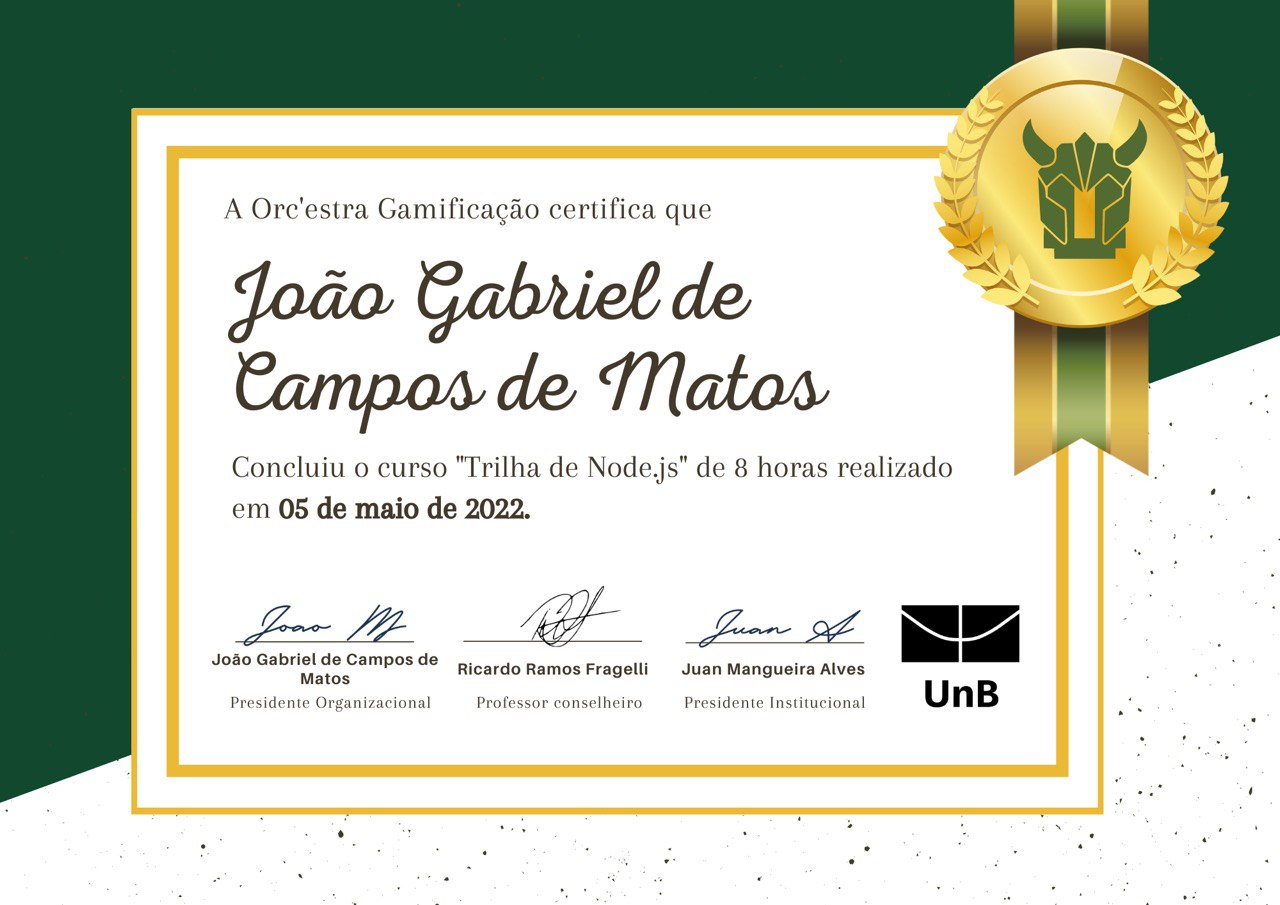 A Orc'estra Gamificação certifica que
João Gabriel de
Campos de Matos
Concluiu o curso "Trilha de Node.js" de 8 horas realizado
em 05 de maio de 2022.
Joao M
Juan A
João Gabriel de Campos de
Matos
Presidente Organizacional
Ricardo Ramos Fragelli
Professor conselheiro
Juan Mangueira Alves
Presidente Institucional
UnB